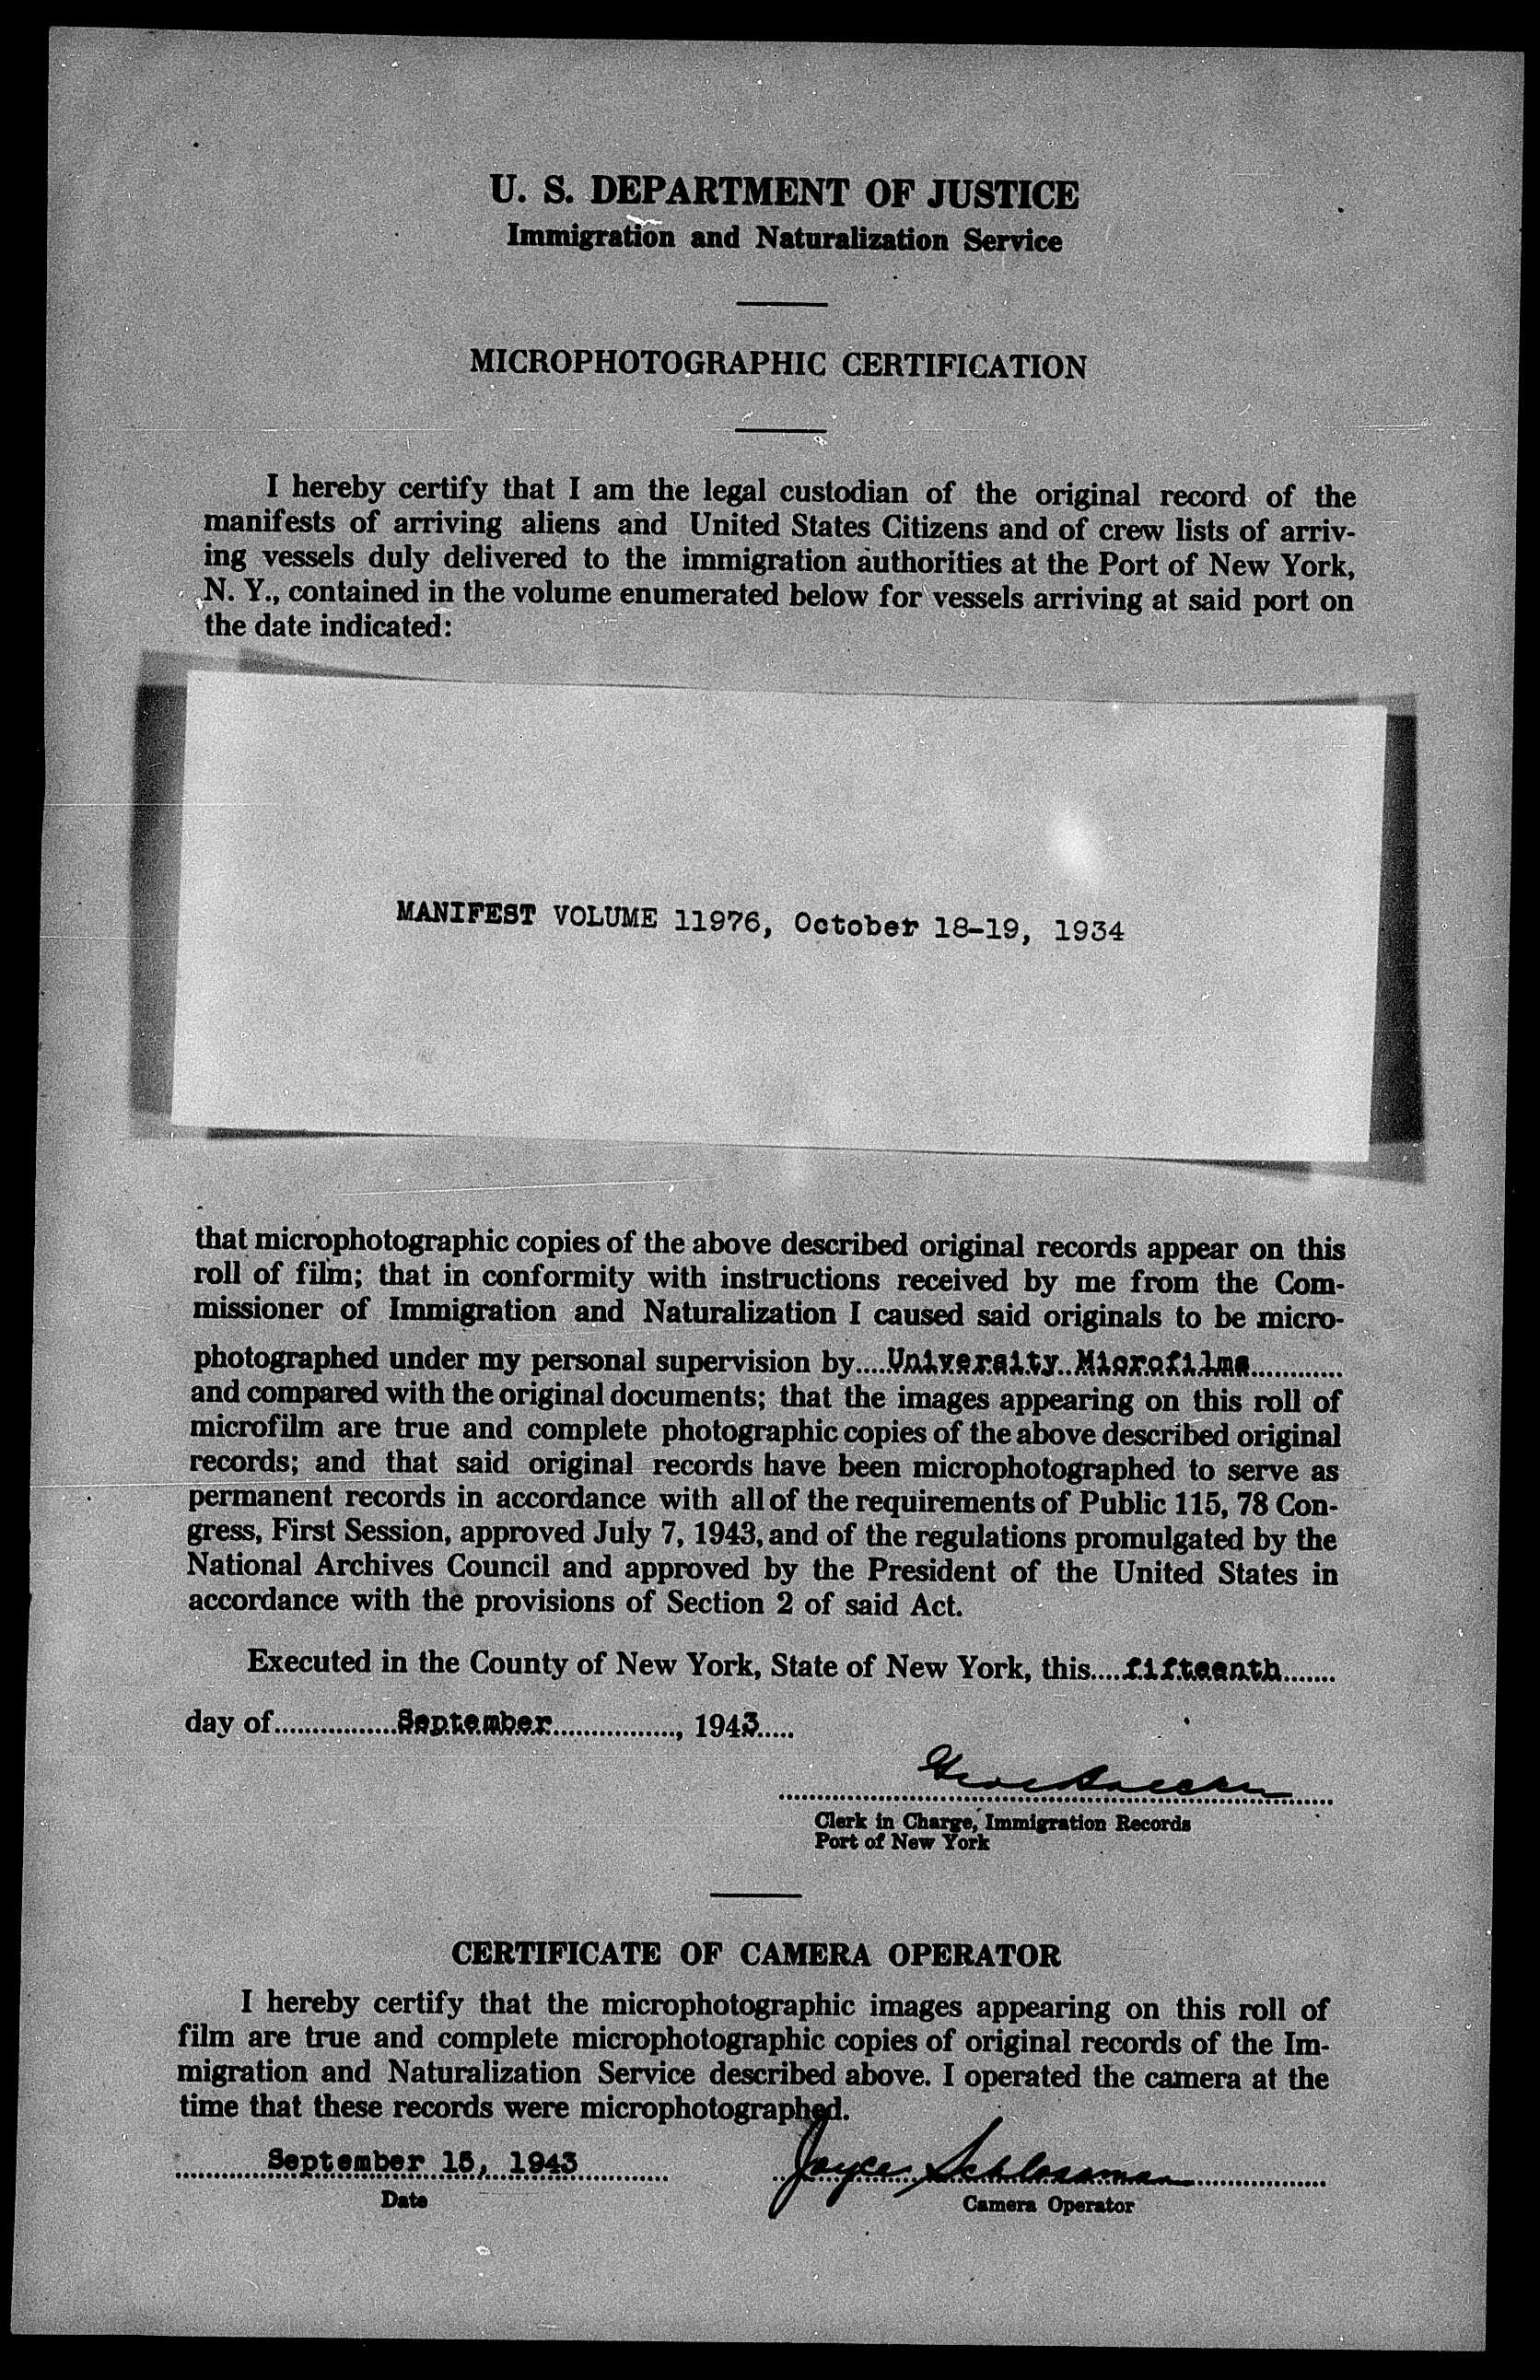 U. S. DEPARTMENT OF JUSTICE
Immigration and Naturalization Service
MICROPHOTOGRAPHIC CERTIFICATION
I hereby certify that I am the legal custodian of the original record of the
manifests of arriving aliens and United States Citizens and of crew lists of arriv-
ing vessels duly delivered to the immigration authorities at the Port of New York,
N. Y., contained in the volume enumerated below for vessels arriving at said port on
the date indicated:
MANIFEST VOLUME 11976, October 18-19, 1934
that microphotographic copies of the above described original records appear on this
roll of film; that in conformity with instructions received by me from the Com-
missioner of Immigration and Naturalization I caused said originals to be micro-
photographed under my personal supervision by....University Microfilms............
and compared with the original documents; that the images appearing on this roll of
microfilm are true and complete photographic copies of the above described original
records; and that said original records have been microphotographed to serve as
permanent records in accordance with all of the requirements of Public 115, 78 Con-
gress, First Session, approved July 7, 1943, and of the regulations promulgated by the
National Archives Council and approved by the President of the United States in
accordance with the provisions of Section 2 of said Act.
Executed in the County of New York, State of New York, this....fifteenth.......
day of................September................, 1943.....
Clerk in Charge, Immigration Records
Port of New York
CERTIFICATE OF CAMERA OPERATOR
I hereby certify that the microphotographic images appearing on this roll of
film are true and complete microphotographic copies of original records of the Im-
migration and Naturalization Service described above. I operated the camera at the
time that these records were microphotographed.
September 15, 1943 Joyce Schlossman
Date Camera Operator